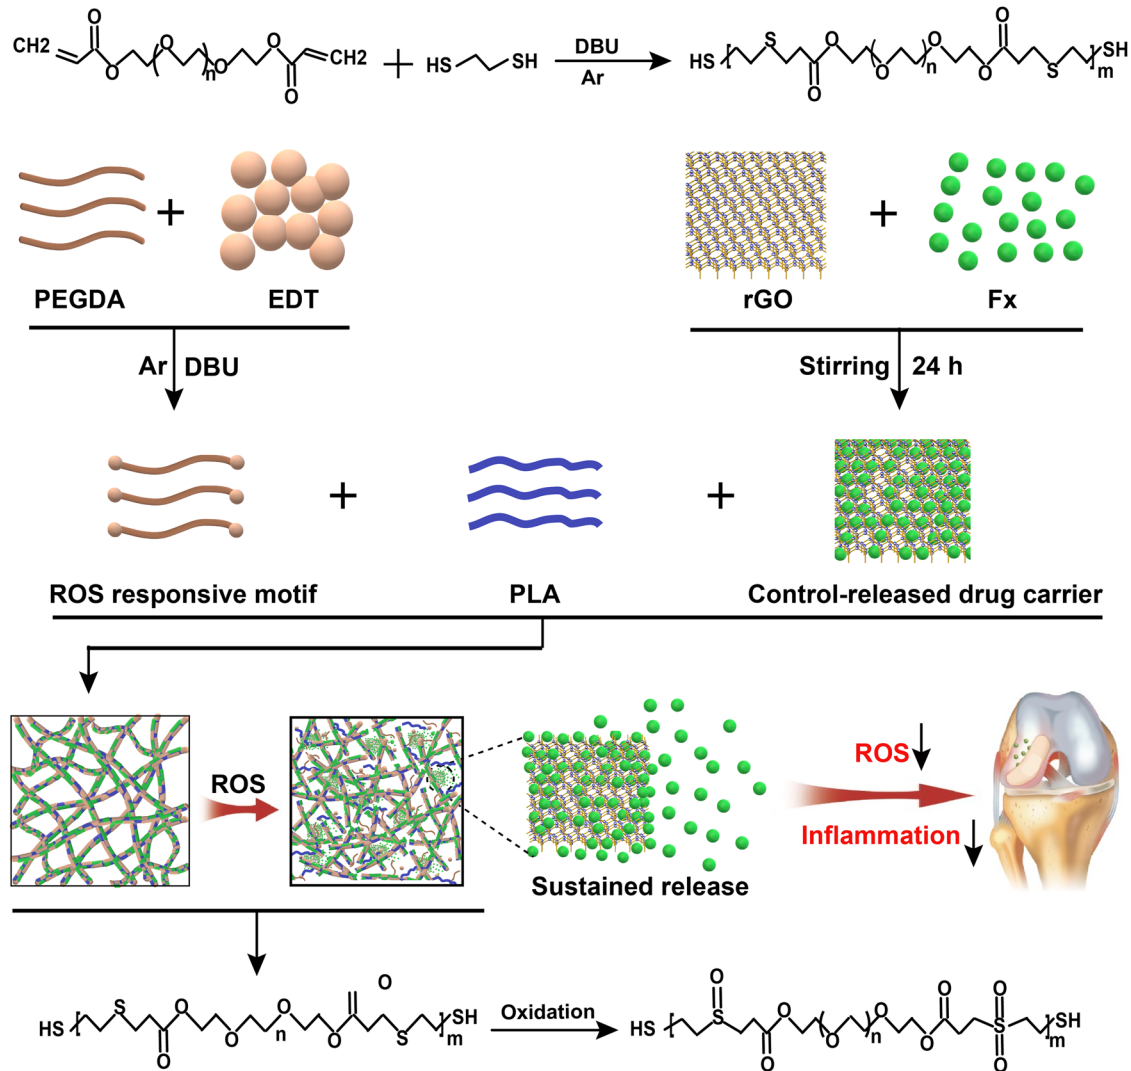 CH2 O O O n O O O CH2 + HS SH DBU Ar HS S O O O n O O O S m SH
+ +
PEGDA EDT rGO Fx
Ar DBU Stirring 24 h
+ +
ROS responsive motif PLA Control-released drug carrier
ROS
ROS
Inflammation
Sustained release
HS S O O O n O O O S m SH Oxidation HS O S O O O n O O O O S O m SH